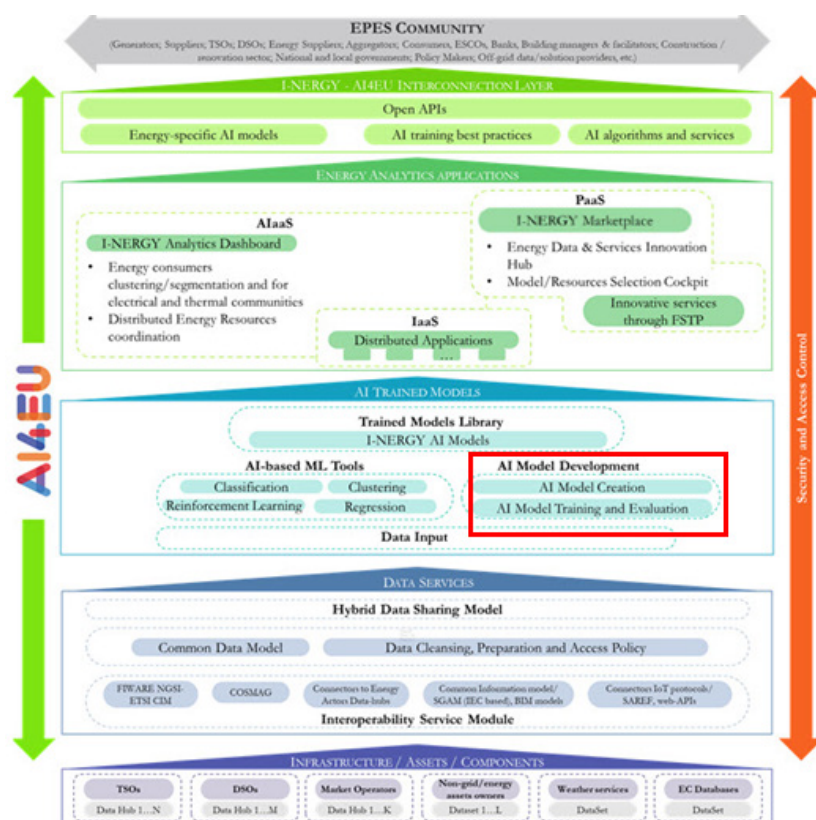 EPES COMMUNITY
(Generators; Suppliers; TSOs; DSOs; Energy Suppliers; Aggregators; Consumers, ESCOs, Banks, Building managers & facilitators; Construction /
renovation sector; National and local governments; Policy Makers; Off-grid data/solution providers, etc.)
I-NERGY - AI4EU INTERCONNECTION LAYER
Open APIs
Energy-specific AI models
AI training best practices
AI algorithms and services
ENERGY ANALYTICS APPLICATIONS
AIaaS
I-NERGY Analytics Dashboard
• Energy consumers
clustering/segmentation and for
electrical and thermal communities
• Distributed Energy Resources
coordination
PaaS
I-NERGY Marketplace
• Energy Data & Services Innovation
Hub
• Model/Resources Selection Cockpit
Innovative services
through FSTP
IaaS
Distributed Applications
...
AI TRAINED MODELS
Trained Models Library
I-NERGY AI Models
AI-based ML Tools
Classification
Clustering
Reinforcement Learning
Regression
AI Model Development
AI Model Creation
AI Model Training and Evaluation
Data Input
DATA SERVICES
Hybrid Data Sharing Model
Common Data Model
Data Cleansing, Preparation and Access Policy
FIWARE NGSI-
ETSI CIM
COSMAG
Connectors to Energy
Actors Data-hubs
Common Information model/
SGAM (IEC based), BIM models
Connectors IoT protocols/
SAREF, web-APIs
Interoperability Service Module
INFRASTRUCTURE / ASSETS / COMPONENTS
TSOs
Data Hub 1…N
DSOs
Data Hub 1…M
Market Operators
Data Hub 1…K
Non-grid/energy
assets owners
Dataset 1…L
Weather services
DataSet
EC Databases
DataSet
AI4EU
Security and Access Control